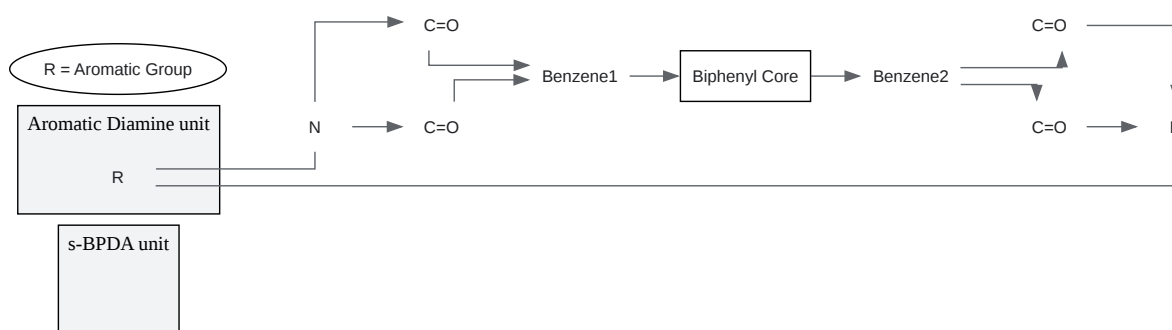 C=O
C=O
R = Aromatic Group
Benzene1
Biphenyl Core
Benzene2
Aromatic Diamine unit
N
C=O
C=O
R
s-BPDA unit